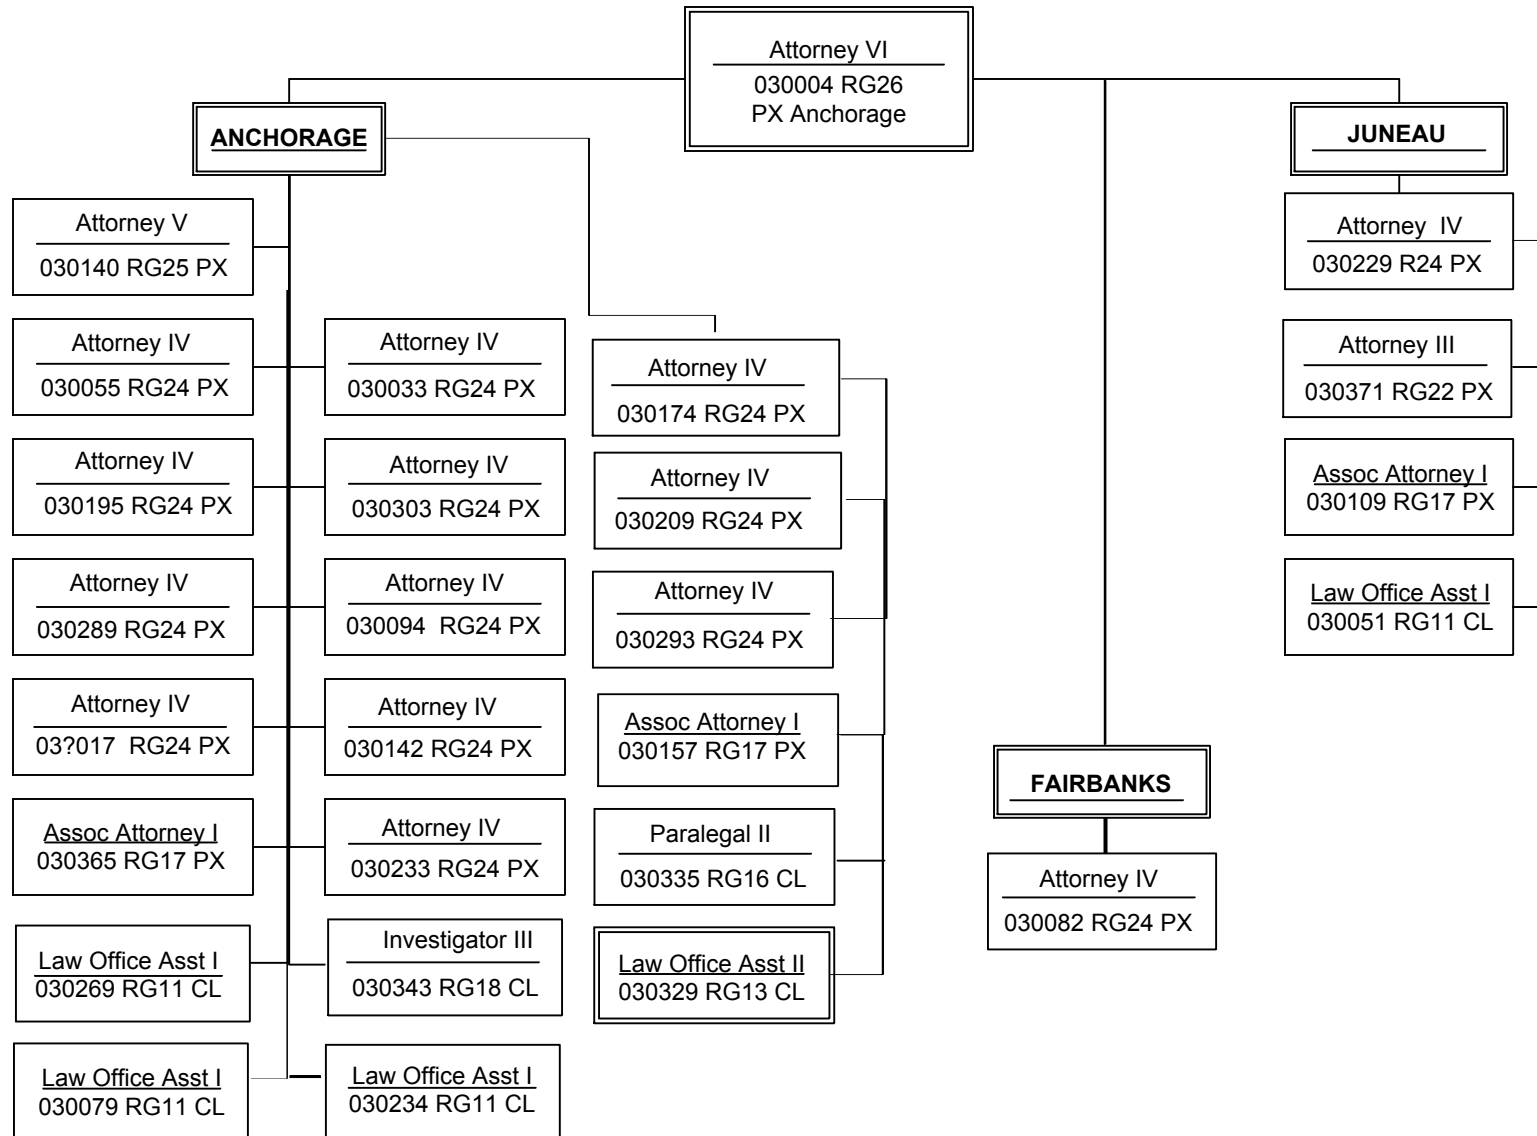 Attorney VI
030004 RG26
PX Anchorage
ANCHORAGE
Attorney V
030140 RG25 PX
Attorney IV
030055 RG24 PX
Attorney IV
030195 RG24 PX
Attorney IV
030289 RG24 PX
Attorney IV
03?017 RG24 PX
Assoc Attorney I
030365 RG17 PX
Law Office Asst I
030269 RG11 CL
Law Office Asst I
030079 RG11 CL
Attorney IV
030033 RG24 PX
Attorney IV
030303 RG24 PX
Attorney IV
030094 RG24 PX
Attorney IV
030142 RG24 PX
Attorney IV
030233 RG24 PX
Investigator III
030343 RG18 CL
Law Office Asst I
030234 RG11 CL
Attorney IV
030174 RG24 PX
Attorney IV
030209 RG24 PX
Attorney IV
030293 RG24 PX
Assoc Attorney I
030157 RG17 PX
Paralegal II
030335 RG16 CL
Law Office Asst II
030329 RG13 CL
FAIRBANKS
Attorney IV
030082 RG24 PX
JUNEAU
Attorney IV
030229 R24 PX
Attorney III
030371 RG22 PX
Assoc Attorney I
030109 RG17 PX
Law Office Asst I
030051 RG11 CL